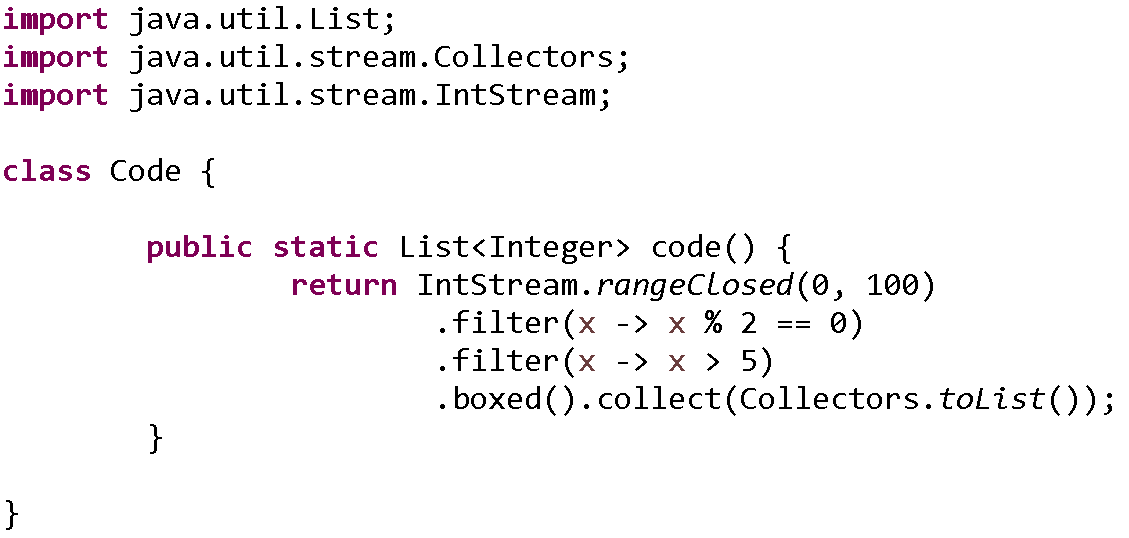 import java.util.List;
import java.util.stream.Collectors;
import java.util.stream.IntStream;
class Code {
public static List<Integer> code() {
return IntStream.rangeClosed(0, 100)
.filter(x -> x % 2 == 0)
.filter(x -> x > 5)
.boxed().collect(Collectors.toList());
}
}